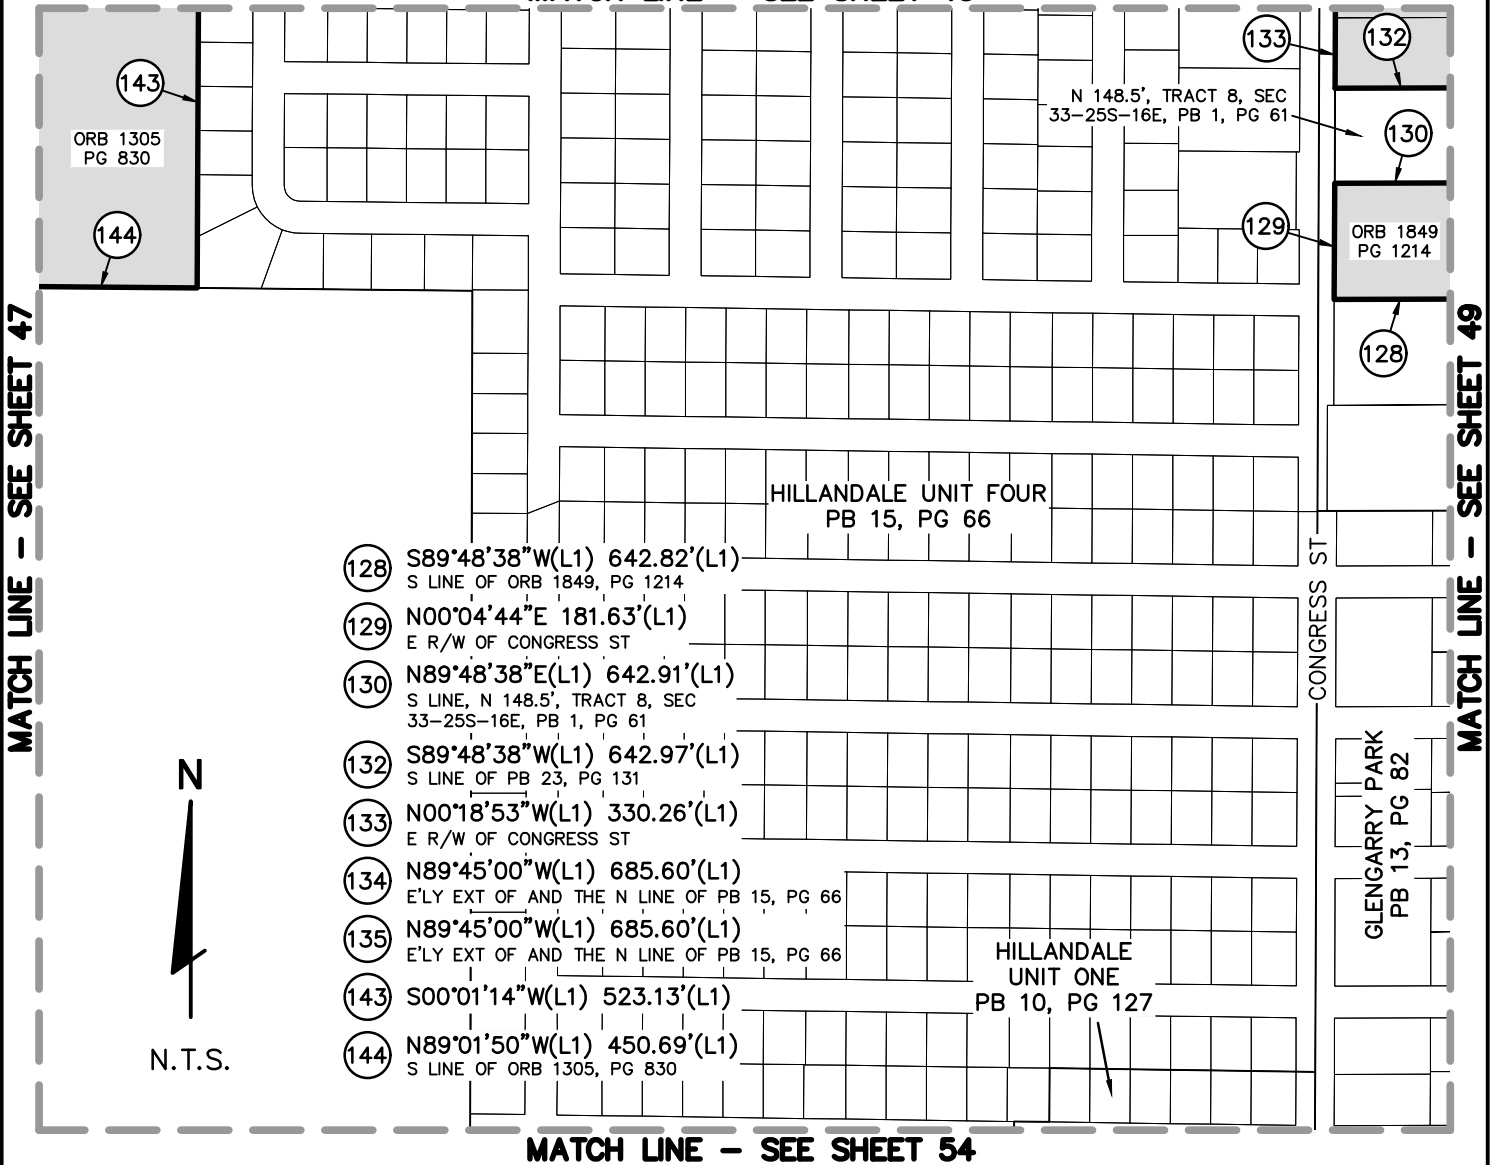 133
132
143
N 148.5', TRACT 8, SEC
33-25S-16E, PB 1, PG 61
130
ORB 1305
PG 830
144
129
ORB 1849
PG 1214
128
MATCH LINE - SEE SHEET 47
MATCH LINE - SEE SHEET 49
HILLANDALE UNIT FOUR
PB 15, PG 66
CONGRESS ST
128 S89°48'38"W(L1) 642.82'(L1)
S LINE OF ORB 1849, PG 1214
129 N00°04'44"E 181.63'(L1)
E R/W OF CONGRESS ST
130 N89°48'38"E(L1) 642.91'(L1)
S LINE, N 148.5', TRACT 8, SEC
33-25S-16E, PB 1, PG 61
132 S89°48'38"W(L1) 642.97'(L1)
S LINE OF PB 23, PG 131
133 N00°18'53"W(L1) 330.26'(L1)
E R/W OF CONGRESS ST
134 N89°45'00"W(L1) 685.60'(L1)
E'LY EXT OF AND THE N LINE OF PB 15, PG 66
135 N89°45'00"W(L1) 685.60'(L1)
E'LY EXT OF AND THE N LINE OF PB 15, PG 66
143 S00°01'14"W(L1) 523.13'(L1)
144 N89°01'50"W(L1) 450.69'(L1)
S LINE OF ORB 1305, PG 830
N
N.T.S.
GLENGARRY PARK
PB 13, PG 82
HILLANDALE
UNIT ONE
PB 10, PG 127
MATCH LINE - SEE SHEET 54